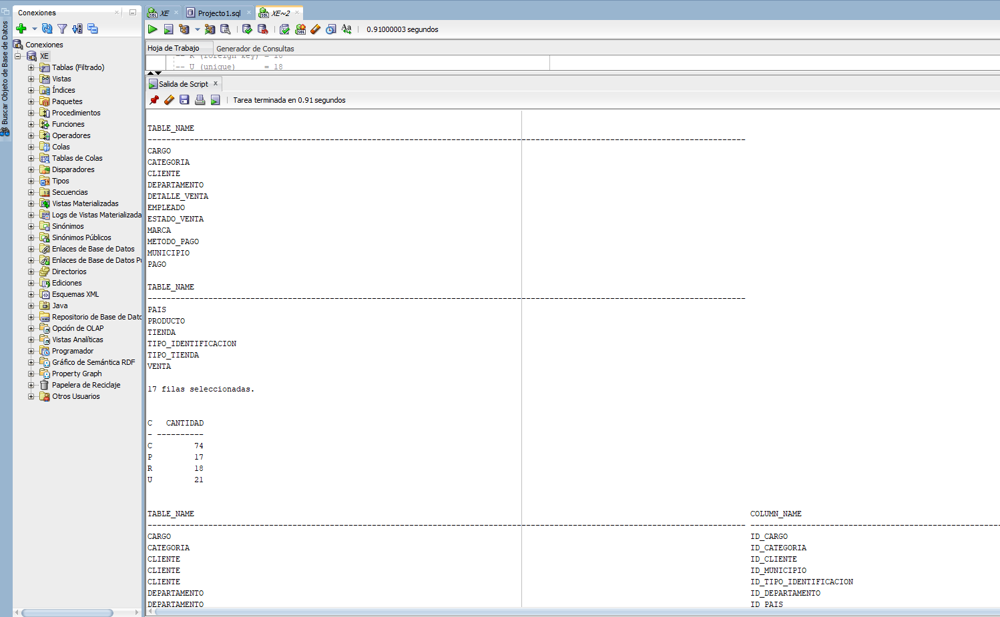 Buscar Objeto de Base de Datos
Conexiones
Conexiones
XE
Tablas (Filtrado)
Vistas
Índices
Paquetes
Procedimientos
Funciones
Operadores
Colas
Tablas de Colas
Disparadores
Tipos
Secuencias
Vistas Materializadas
Logs de Vistas Materializada
Sinónimos
Sinónimos Públicos
Enlaces de Base de Datos
Enlaces de Base de Datos Pú
Directorios
Ediciones
Esquemas XML
Java
Repositorio de Base de Dato
Opción de OLAP
Vistas Analíticas
Programador
Gráfico de Semántica RDF
Property Graph
Papelera de Reciclaje
Otros Usuarios
XE Projecto1.sql XE~2
0.91000003 segundos
Hoja de Trabajo Generador de Consultas
-- R (foreign key) = 18
-- U (unique) = 18
Salida de Script x
Tarea terminada en 0.91 segundos
TABLE_NAME
--------------------------------------------------------------------------------------------------------------------------------
CARGO
CATEGORIA
CLIENTE
DEPARTAMENTO
DETALLE_VENTA
EMPLEADO
ESTADO_VENTA
MARCA
METODO_PAGO
MUNICIPIO
PAGO
TABLE_NAME
--------------------------------------------------------------------------------------------------------------------------------
PAIS
PRODUCTO
TIENDA
TIPO_IDENTIFICACION
TIPO_TIENDA
VENTA
17 filas seleccionadas.
C CANTIDAD
- ----------
C 74
P 17
R 18
U 21
TABLE_NAME COLUMN_NAME
-------------------------------------------------------------------------------------------------------------------------------- ------------------------------------------------------
CARGO ID_CARGO
CATEGORIA ID_CATEGORIA
CLIENTE ID_CLIENTE
CLIENTE ID_MUNICIPIO
CLIENTE ID_TIPO_IDENTIFICACION
DEPARTAMENTO ID_DEPARTAMENTO
DEPARTAMENTO ID_PAIS